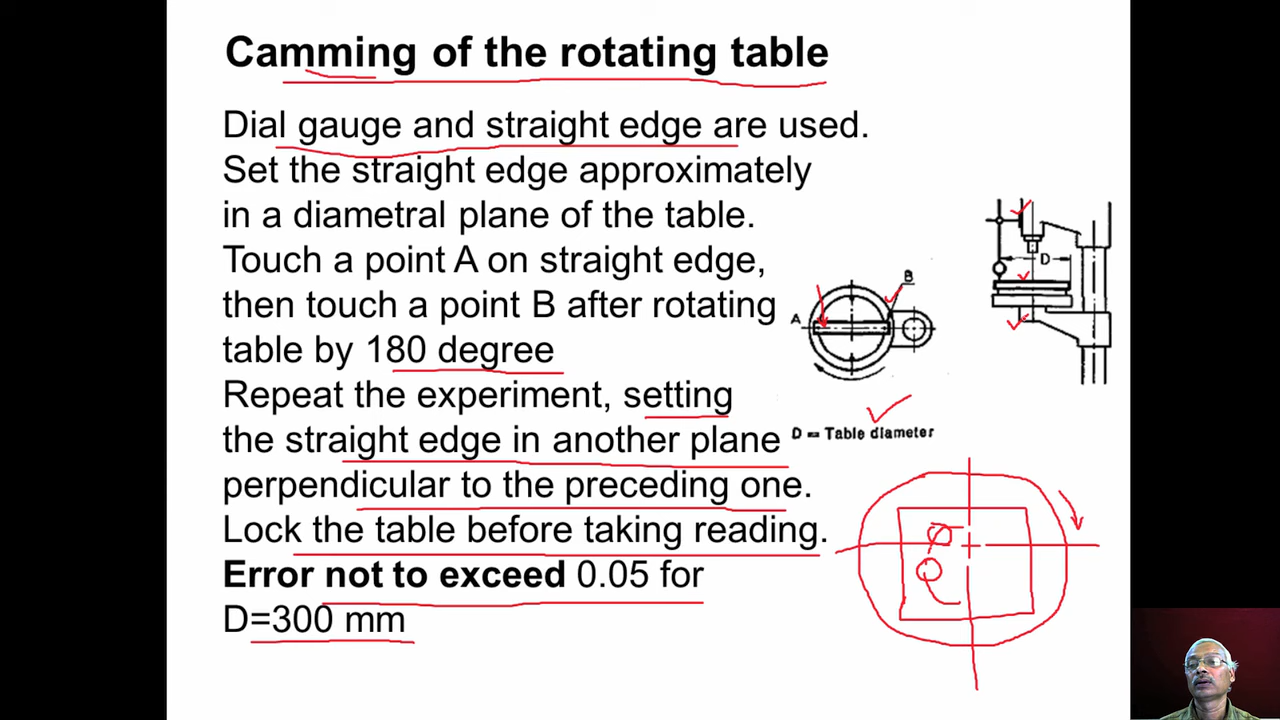 Camming of the rotating table
Dial gauge and straight edge are used.
Set the straight edge approximately
in a diametral plane of the table.
Touch a point A on straight edge,
then touch a point B after rotating
table by 180 degree
Repeat the experiment, setting
the straight edge in another plane
perpendicular to the preceding one.
Lock the table before taking reading.
Error not to exceed 0.05 for
D=300 mm
A
B
D = Table diameter
D